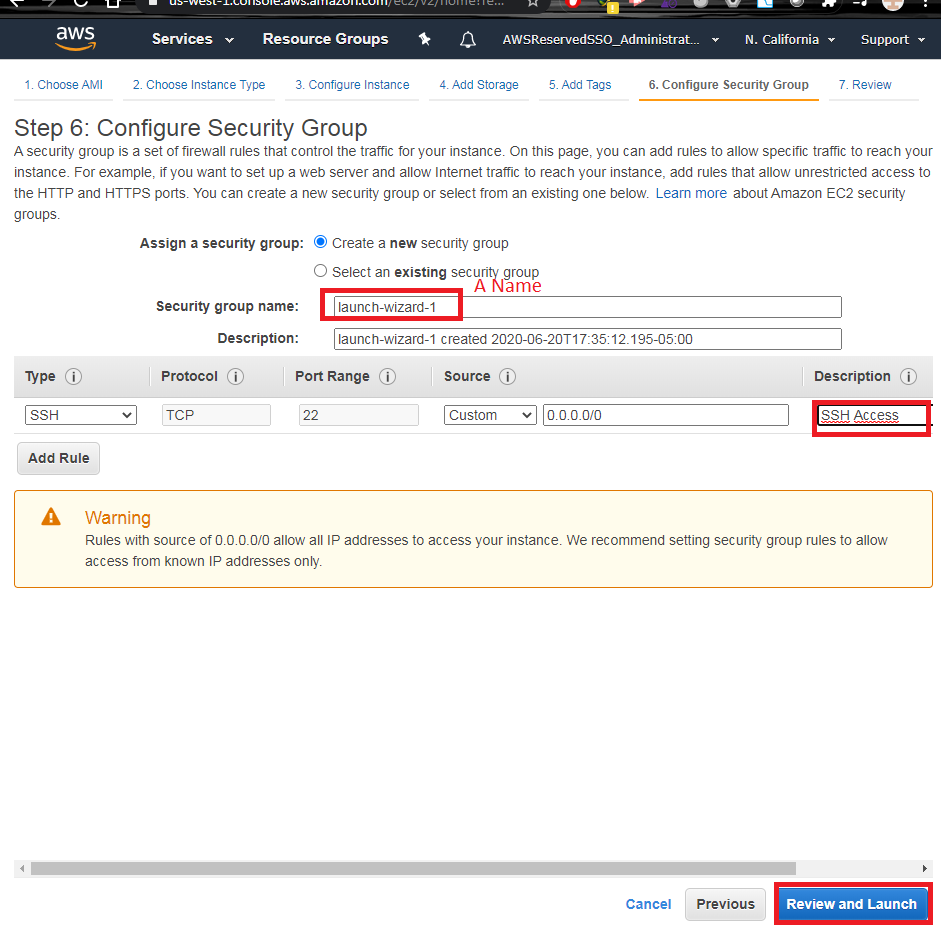 us-west-1.console.aws.amazon.com/ec2/v2/home?re...
aws Services Resource Groups AWSReservedSSO_Administrat... N. California Support
1. Choose AMI 2. Choose Instance Type 3. Configure Instance 4. Add Storage 5. Add Tags 6. Configure Security Group 7. Review
Step 6: Configure Security Group
A security group is a set of firewall rules that control the traffic for your instance. On this page, you can add rules to allow specific traffic to reach your
instance. For example, if you want to set up a web server and allow Internet traffic to reach your instance, add rules that allow unrestricted access to
the HTTP and HTTPS ports. You can create a new security group or select from an existing one below. Learn more about Amazon EC2 security
groups.
Assign a security group: Create a new security group
Select an existing security group
A Name
Security group name: launch-wizard-1
Description: launch-wizard-1 created 2020-06-20T17:35:12.195-05:00
Type i Protocol i Port Range i Source i Description i
SSH TCP 22 Custom 0.0.0.0/0 SSH Access
Add Rule
Warning
Rules with source of 0.0.0.0/0 allow all IP addresses to access your instance. We recommend setting security group rules to allow
access from known IP addresses only.
Cancel Previous Review and Launch